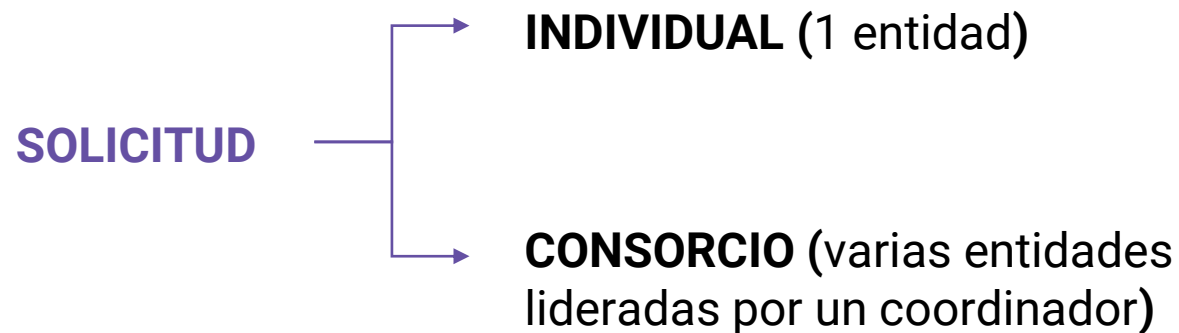 INDIVIDUAL (1 entidad)
SOLICITUD
CONSORCIO (varias entidades
lideradas por un coordinador)